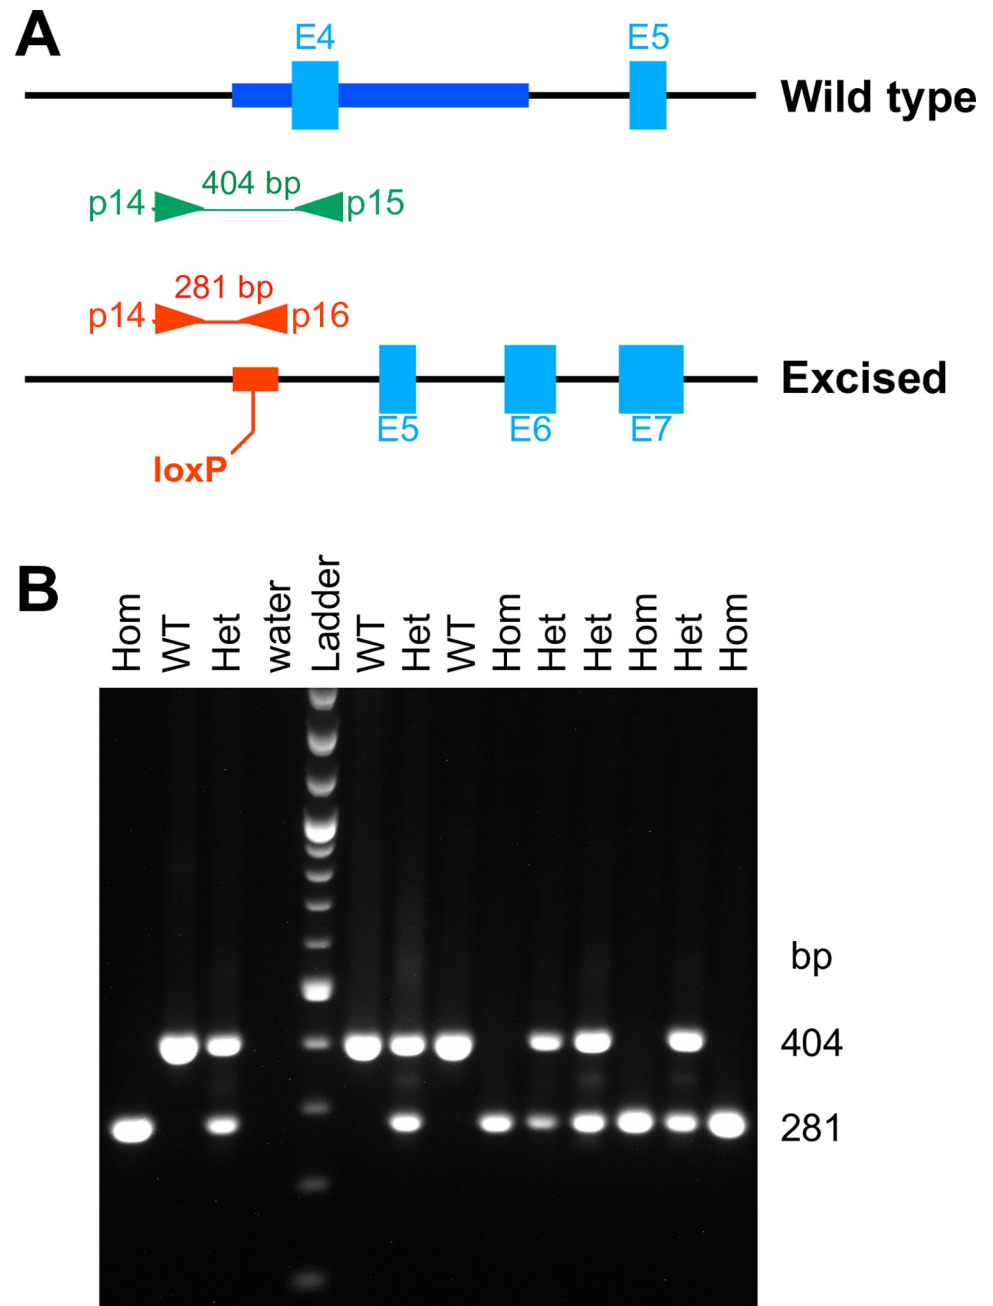 A
E4 E5
Wild type
404 bp
p14 p15
281 bp
p14 p16
Excised
E5 E6 E7
loxP
B
Hom WT Het water Ladder WT Het WT Hom Het Het Hom Het Hom
bp
404
281